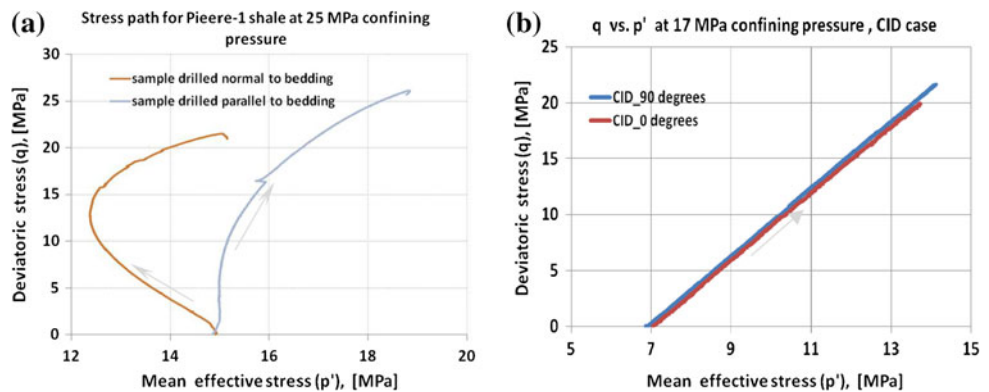 (a)
Stress path for Pieere-1 shale at 25 MPa confining
pressure
30
25
20
15
10
5
0
Deviatoric stress (q), [MPa]
sample drilled normal to bedding
sample drilled parallel to bedding
12 14 16 18 20
Mean effective stress (p'), [MPa]
(b)
q vs. p' at 17 MPa confining pressure , CID case
25
20
15
10
5
0
Deviatoric stress (q), [MPa]
CID_90 degrees
CID_0 degrees
5 7 9 11 13 15
Mean effective stress (p'), [MPa]